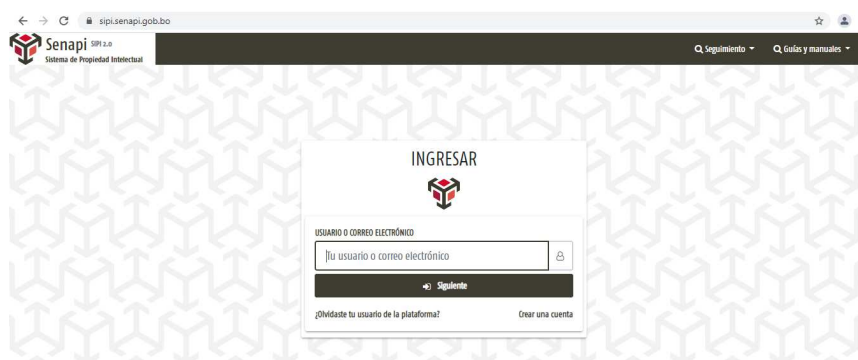 sipi.senapi.gob.bo
Senapi SIPI 2.0
Sistema de Propiedad Intelectual
Seguimiento
Guías y manuales
INGRESAR
USUARIO O CORREO ELECTRÓNICO
Tu usuario o correo electrónico
Siguiente
¿Olvidaste tu usuario de la plataforma? Crear una cuenta